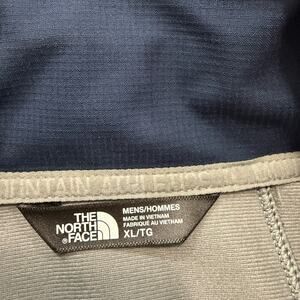 THE
NORTH
FACE
MENS/HOMMES
MADE IN VIETNAM
FABRIQUÉ AU VIETNAM
XL/TG